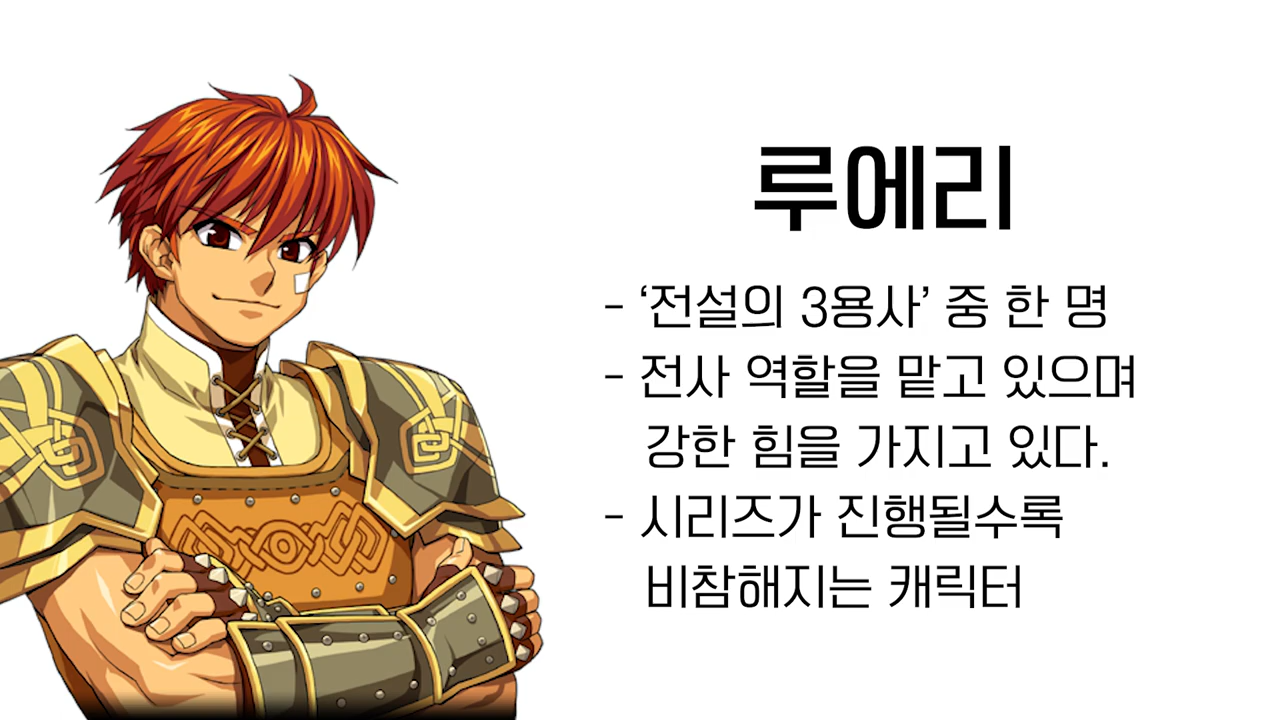 루에리
- ‘전설의 3용사’ 중 한 명
- 전사 역할을 맡고 있으며
강한 힘을 가지고 있다.
- 시리즈가 진행될수록
비참해지는 캐릭터